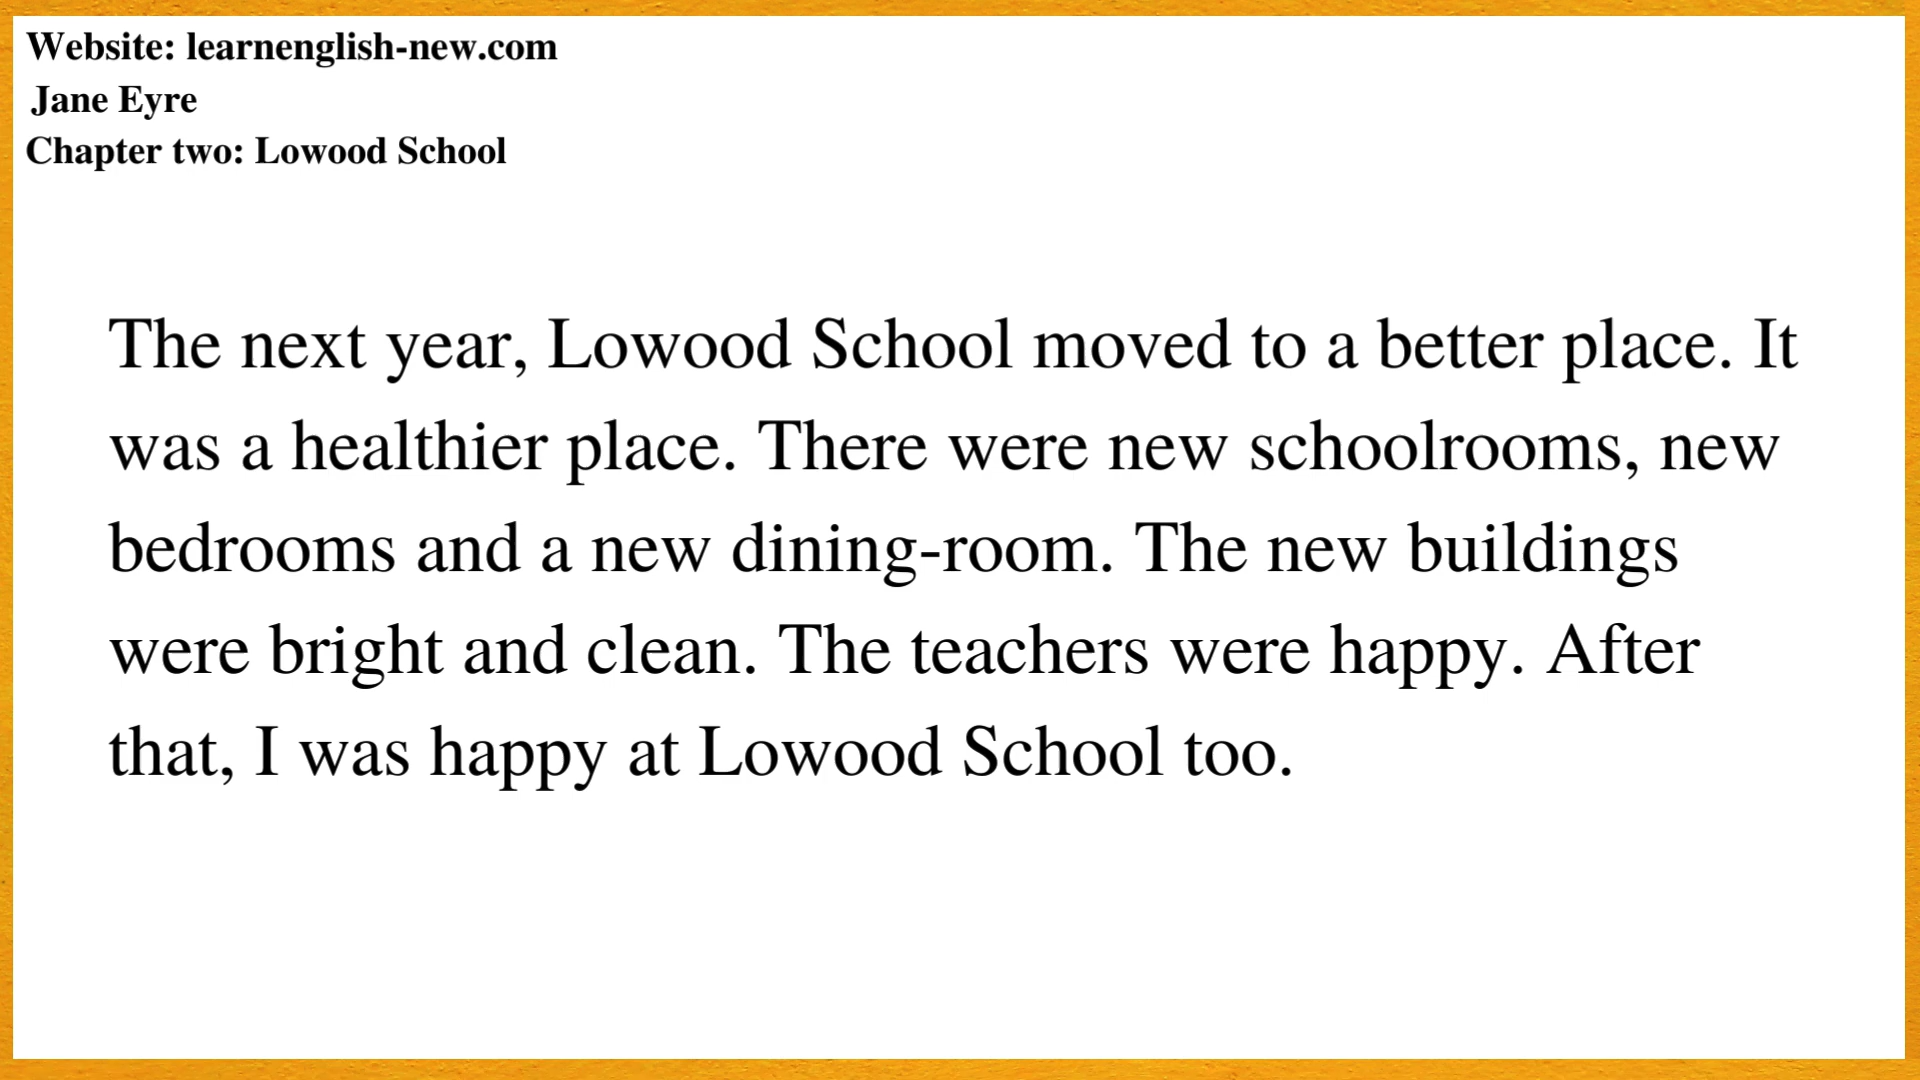 Website: learnenglish-new.com
Jane Eyre
Chapter two: Lowood School
The next year, Lowood School moved to a better place. It
was a healthier place. There were new schoolrooms, new
bedrooms and a new dining-room. The new buildings
were bright and clean. The teachers were happy. After
that, I was happy at Lowood School too.